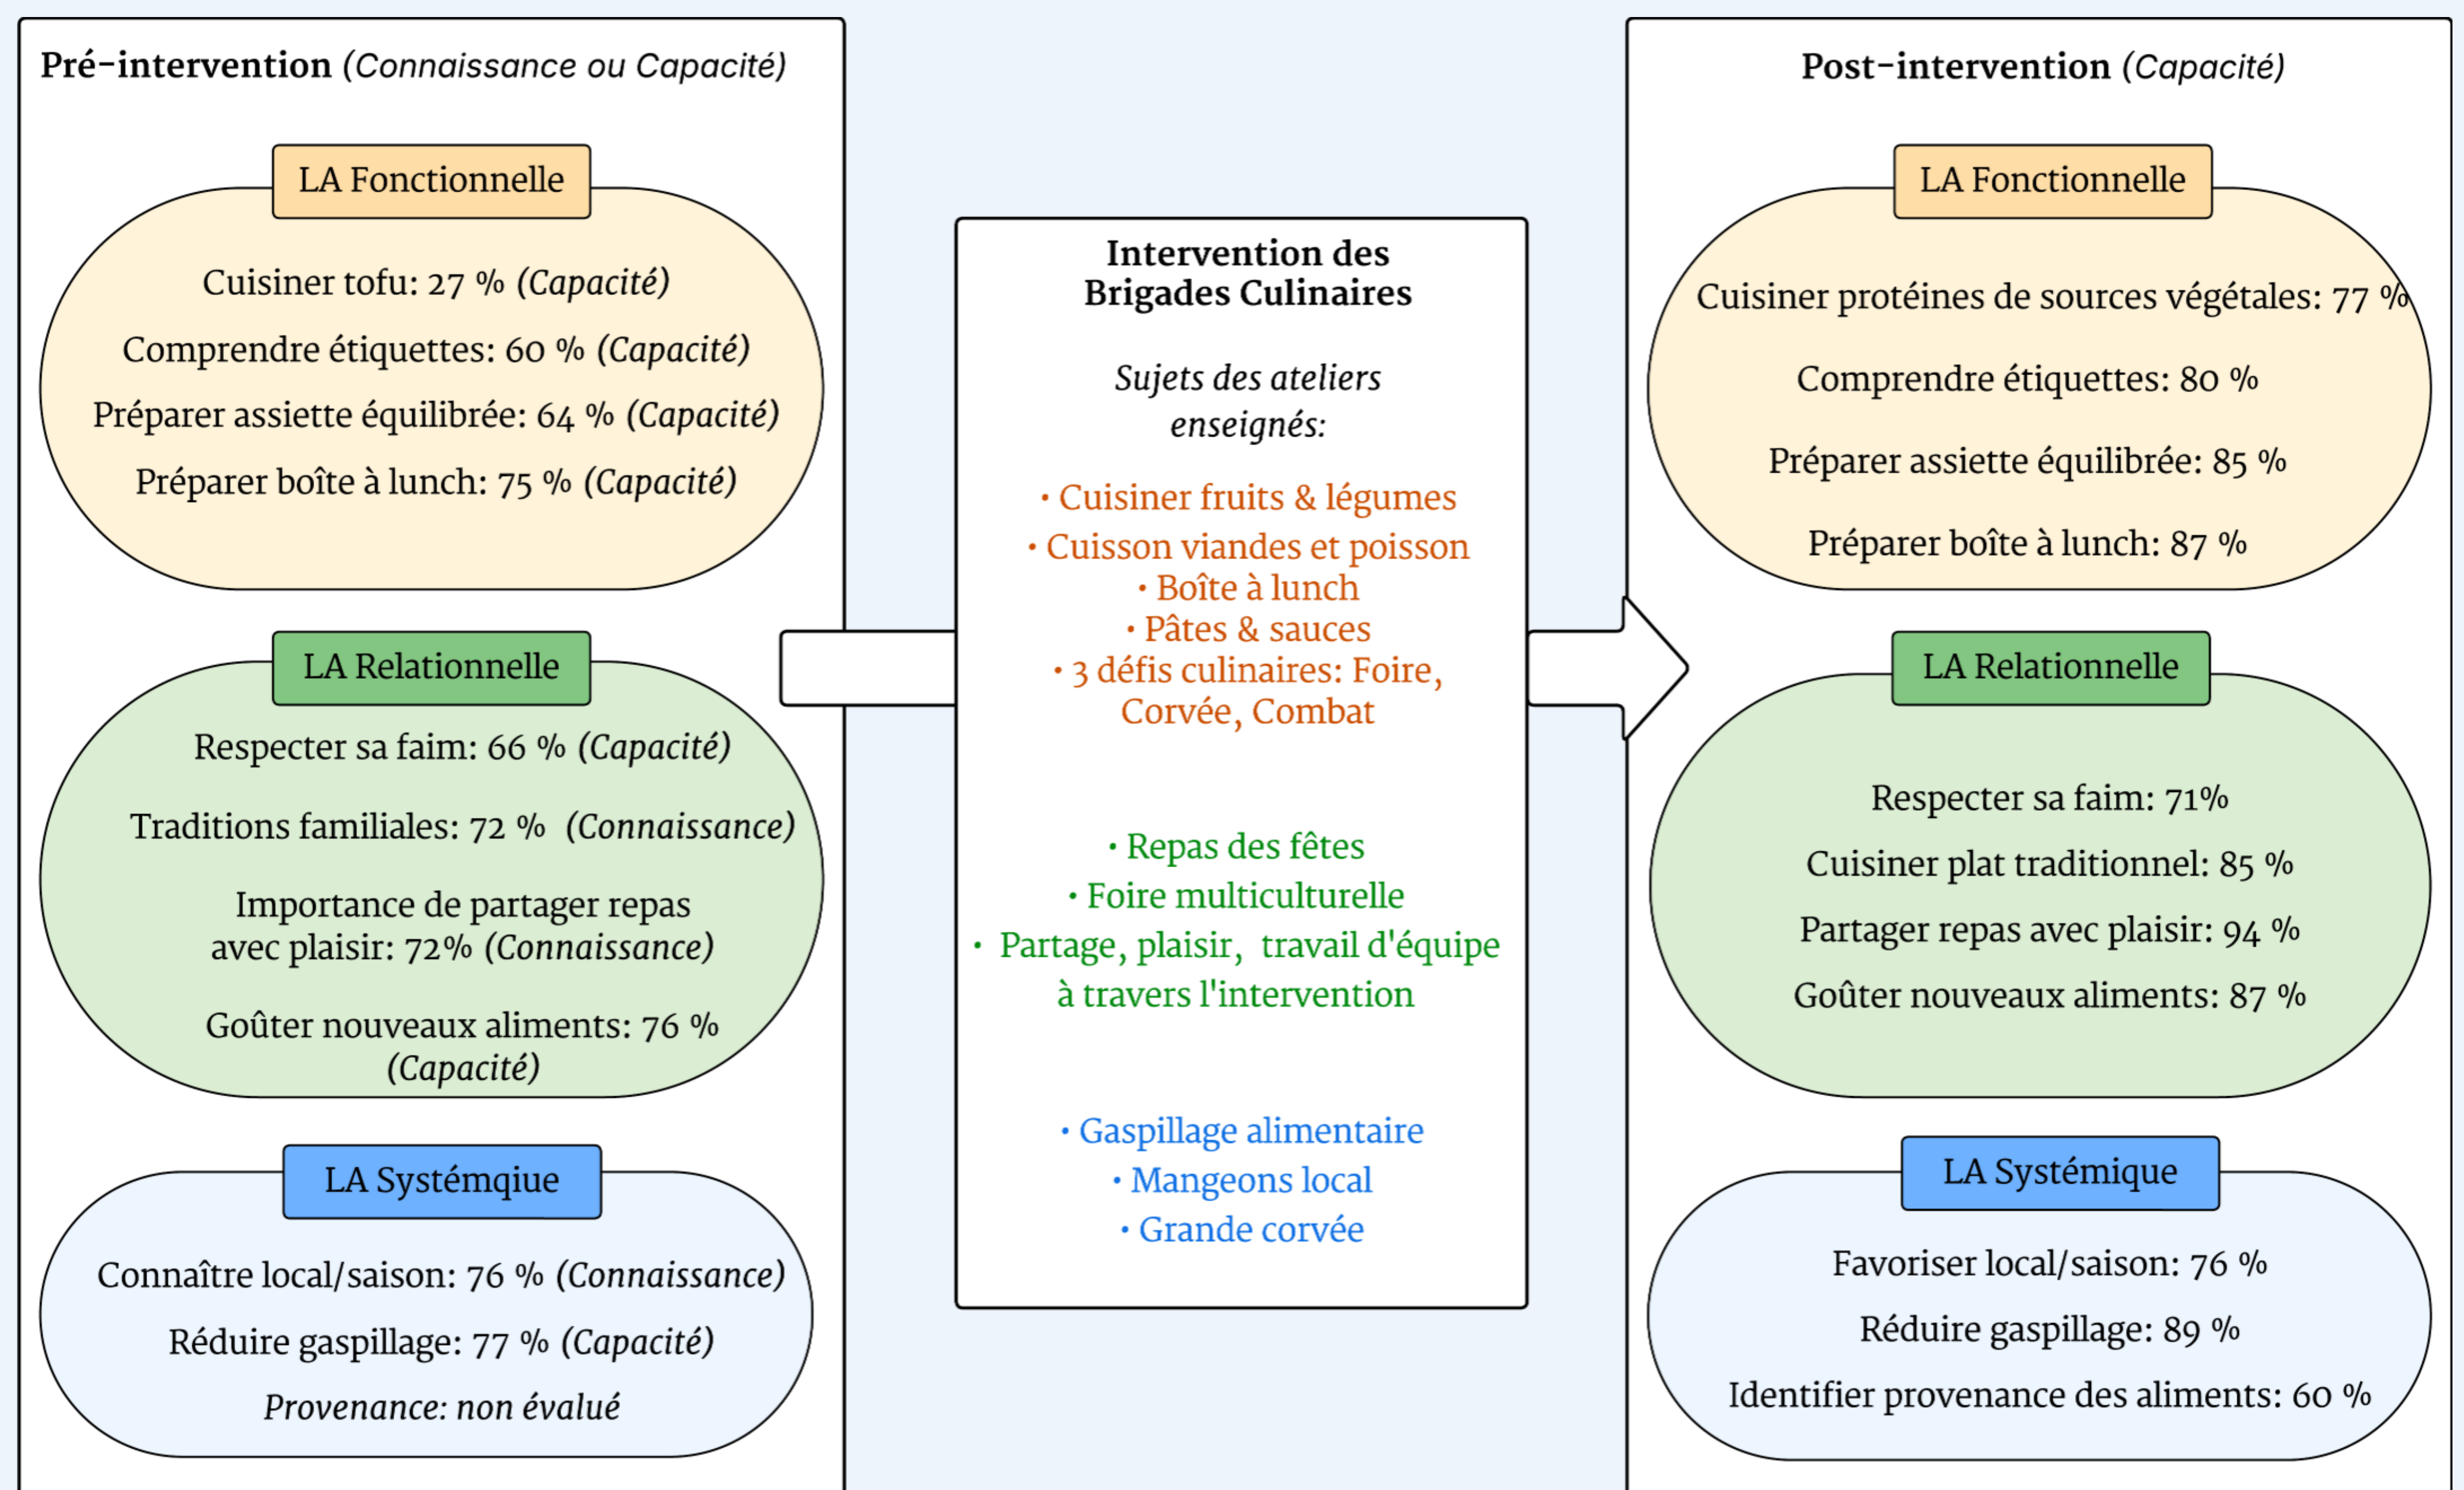 Pré-intervention (Connaissance ou Capacité)
LA Fonctionnelle
Cuisiner tofu: 27 % (Capacité)
Comprendre étiquettes: 60 % (Capacité)
Préparer assiette équilibrée: 64 % (Capacité)
Préparer boîte à lunch: 75 % (Capacité)
LA Relationnelle
Respecter sa faim: 66 % (Capacité)
Traditions familiales: 72 % (Connaissance)
Importance de partager repas
avec plaisir: 72% (Connaissance)
Goûter nouveaux aliments: 76 %
(Capacité)
LA Systémqiue
Connaître local/saison: 76 % (Connaissance)
Réduire gaspillage: 77 % (Capacité)
Provenance: non évalué
Intervention des
Brigades Culinaires
Sujets des ateliers
enseignés:
• Cuisiner fruits & légumes
• Cuisson viandes et poisson
• Boîte à lunch
• Pâtes & sauces
• 3 défis culinaires: Foire,
Corvée, Combat
• Repas des fêtes
• Foire multiculturelle
• Partage, plaisir, travail d'équipe
à travers l'intervention
• Gaspillage alimentaire
• Mangeons local
• Grande corvée
Post-intervention (Capacité)
LA Fonctionnelle
Cuisiner protéines de sources végétales: 77 %
Comprendre étiquettes: 80 %
Préparer assiette équilibrée: 85 %
Préparer boîte à lunch: 87 %
LA Relationnelle
Respecter sa faim: 71%
Cuisiner plat traditionnel: 85 %
Partager repas avec plaisir: 94 %
Goûter nouveaux aliments: 87 %
LA Systémique
Favoriser local/saison: 76 %
Réduire gaspillage: 89 %
Identifier provenance des aliments: 60 %